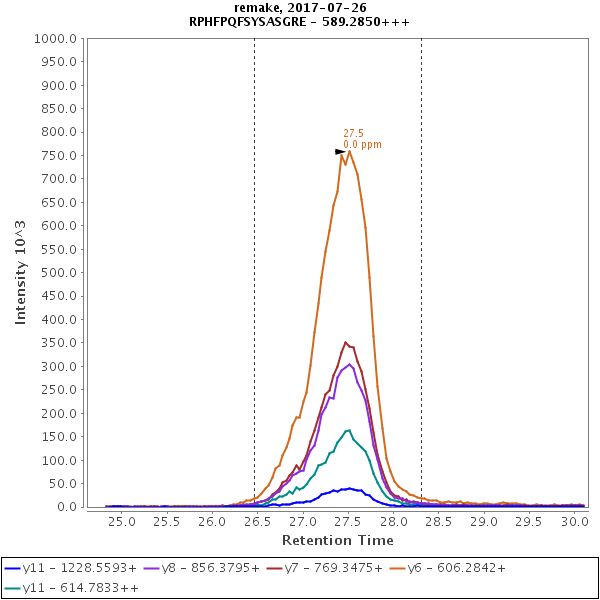 remake, 2017-07-26
RPHFPQFSYSASGRE - 589.2850+++
1000.0
950.0
900.0
850.0
800.0
750.0
700.0
650.0
600.0
550.0
500.0
450.0
400.0
350.0
300.0
250.0
200.0
150.0
100.0
50.0
0.0
Intensity 10^3
27.5
0.0 ppm
25.0 25.5 26.0 26.5 27.0 27.5 28.0 28.5 29.0 29.5 30.0
Retention Time
y11 - 1228.5593+ y8 - 856.3795+ y7 - 769.3475+ y6 - 606.2842+
y11 - 614.7833++